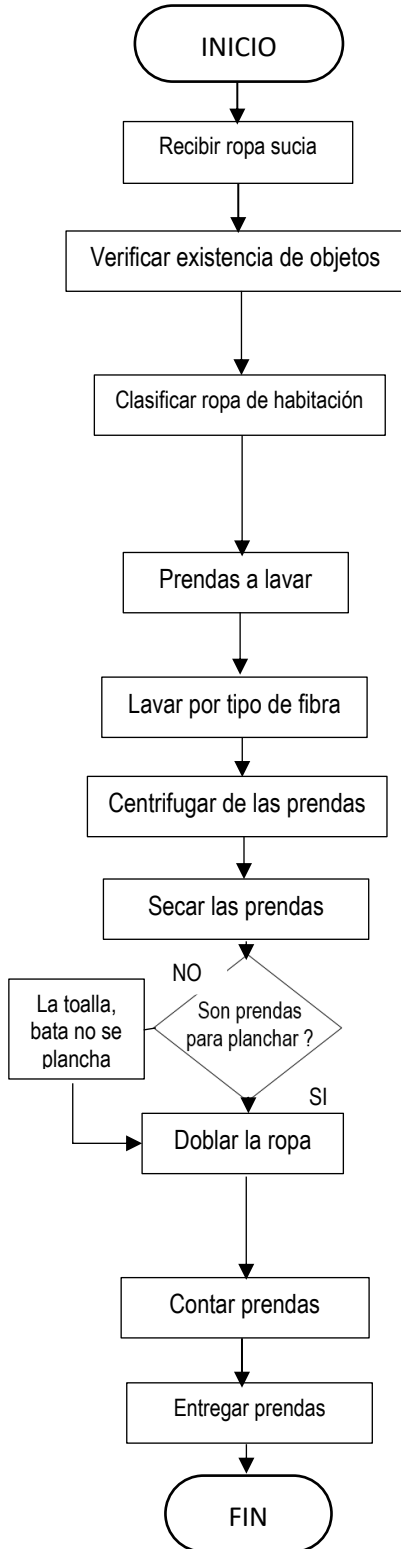 INICIO
Recibir ropa sucia
Verificar existencia de objetos
Clasificar ropa de habitación
Prendas a lavar
Lavar por tipo de fibra
Centrifugar de las prendas
Secar las prendas
NO
La toalla,
bata no se
plancha
Son prendas
para planchar ?
SI
Doblar la ropa
Contar prendas
Entregar prendas
FIN